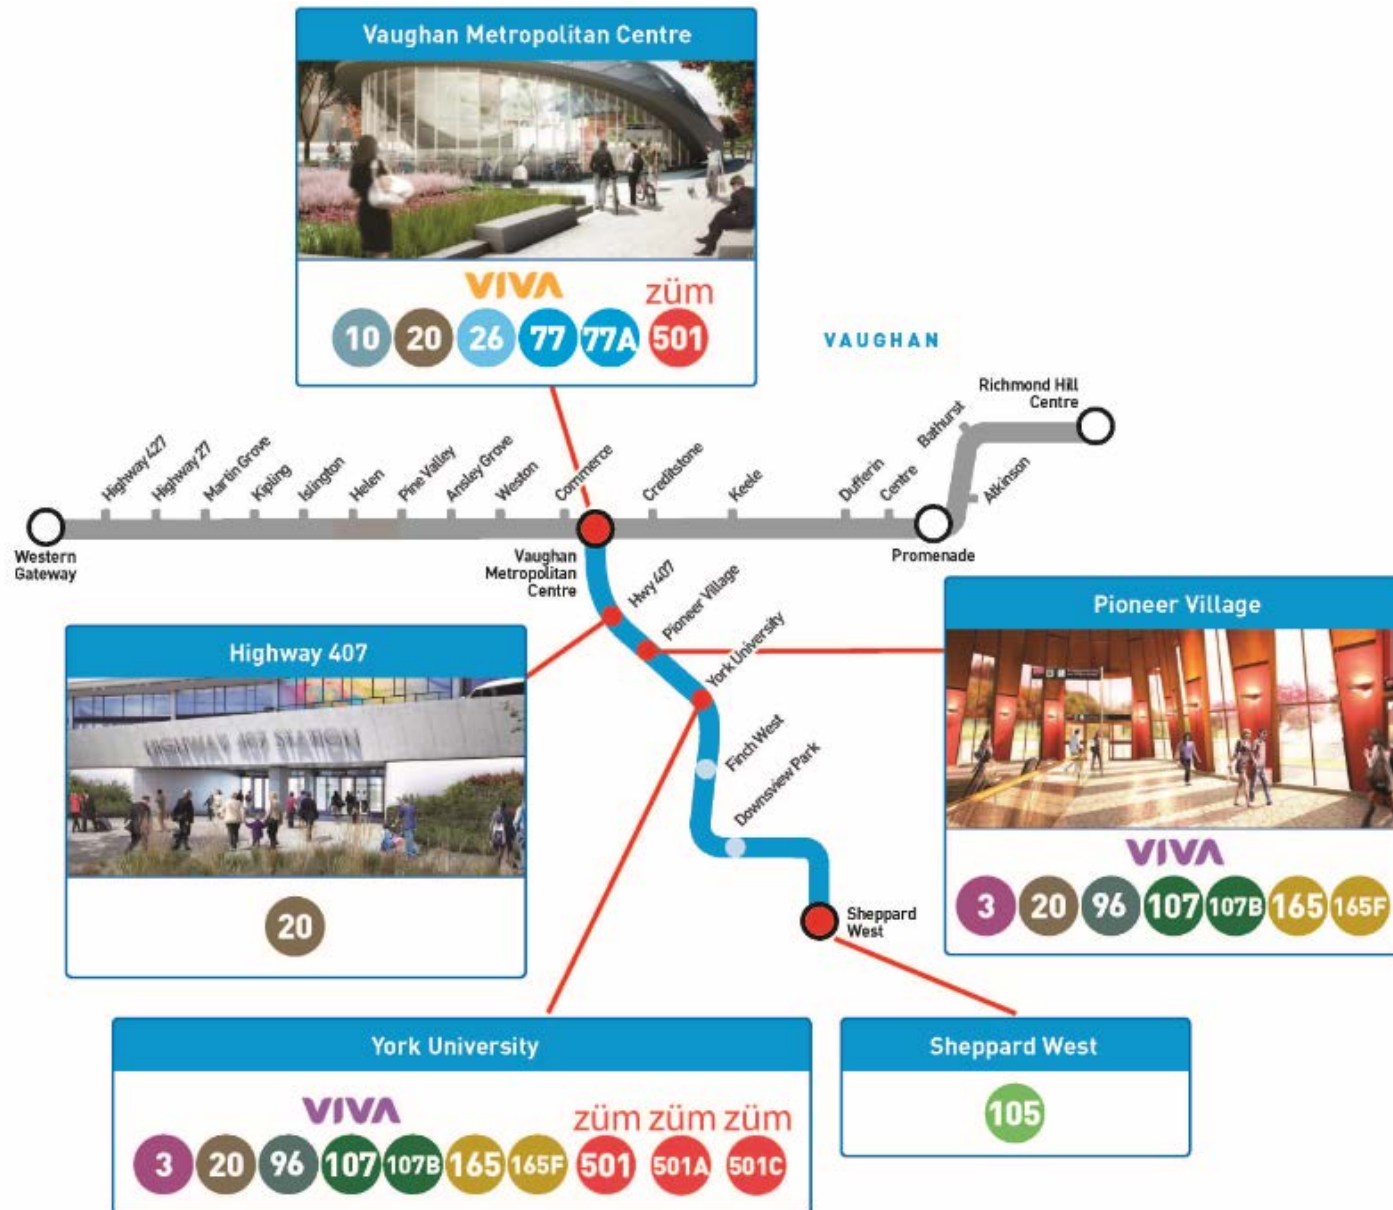 Vaughan Metropolitan Centre
VIVA
züm
10 20 26 77 77A 501
VAUGHAN
Richmond Hill
Centre
Bathurst
Atkinson
Highway 427
Highway 27
Martin Grove
Kipling
Islington
Helen
Pine Valley
Ansley Grove
Weston
Commerce
Creditstone
Keele
Dufferin
Centre
Western
Gateway
Vaughan
Metropolitan
Centre
Promenade
Hwy 407
Pioneer Village
York University
Finch West
Downsview Park
Sheppard
West
Highway 407
HIGHWAY 407 STATION
20
Pioneer Village
VIVA
3 20 96 107 107B 165 165F
York University
VIVA
züm züm züm
3 20 96 107 107B 165 165F 501 501A 501C
Sheppard West
105